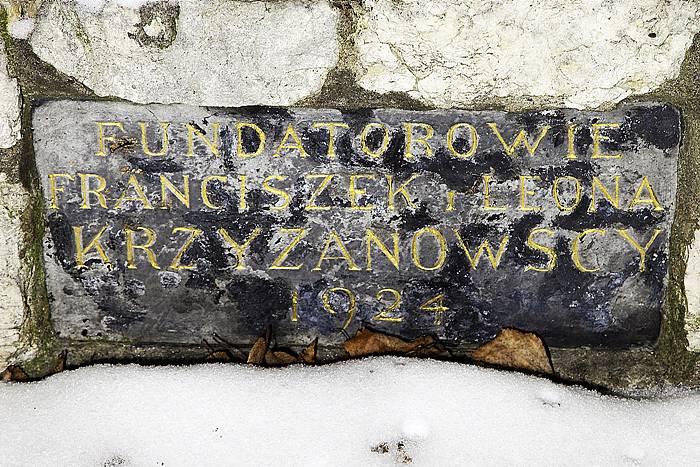 FUNDATOROWIE
FRANCISZEK I LEONA
KRZYZANOWSCY
1924